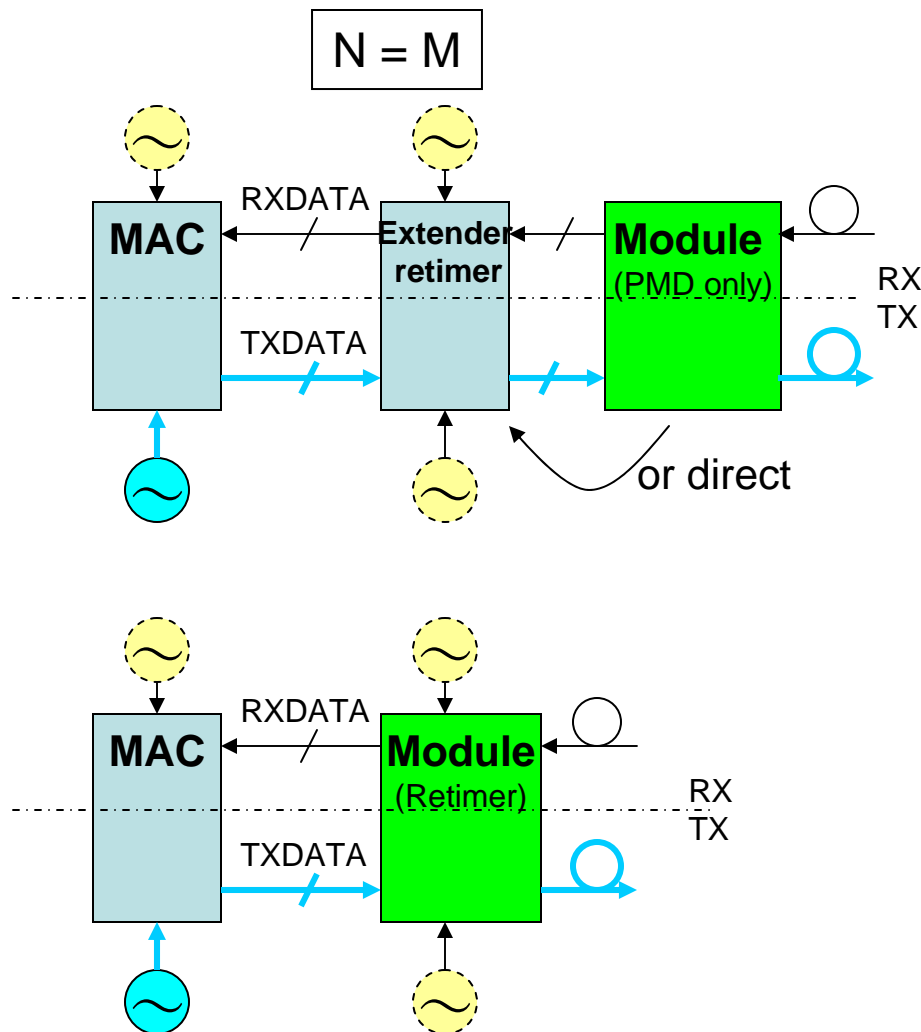 N = M
RXDATA
MAC
Extender
retimer
Module
(PMD only)
RX
TX
TXDATA
or direct
RXDATA
MAC
Module
(Retimer)
RX
TX
TXDATA